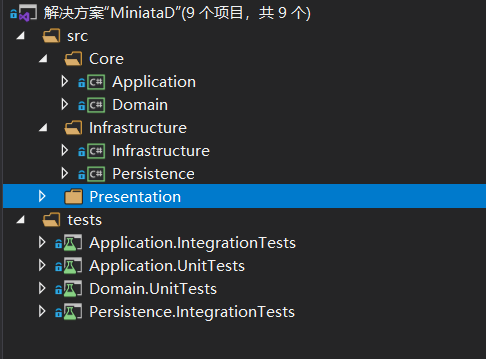 解决方案“MiniataD”(9 个项目，共 9 个)
src
Core
C# Application
C# Domain
Infrastructure
C# Infrastructure
C# Persistence
Presentation
tests
Application.IntegrationTests
Application.UnitTests
Domain.UnitTests
Persistence.IntegrationTests